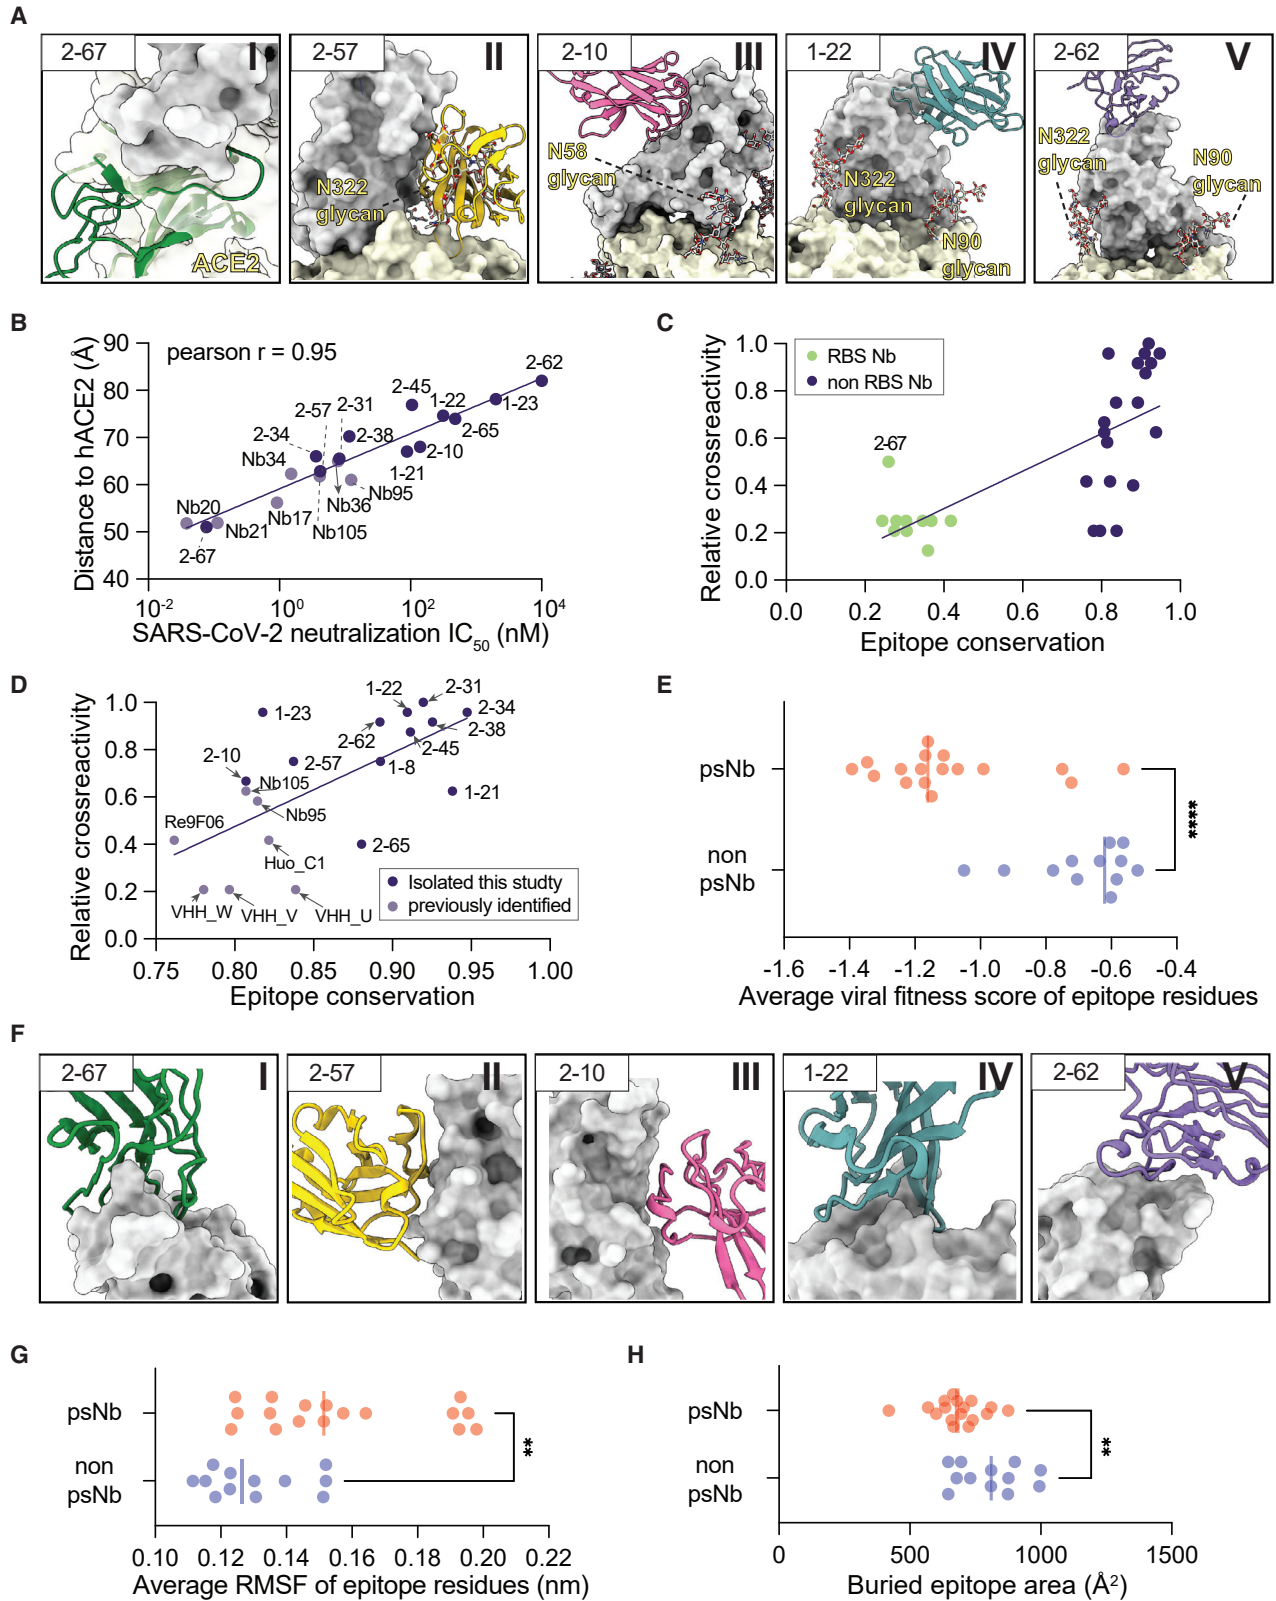 A
2-67
I
ACE2
2-57
II
N322
glycan
2-10
III
N58
glycan
1-22
IV
N322
glycan
N90
glycan
2-62
V
N322
glycan
N90
glycan
B
pearson r = 0.95
Distance to hACE2 (Å)
90
80
70
60
50
40
2-62
2-45
1-22
1-23
2-57
2-31
2-65
2-34
2-38
2-10
Nb34
1-21
Nb95
Nb36
Nb20
Nb17
Nb21
Nb105
2-67
10⁻²
10⁰
10²
10⁴
SARS-CoV-2 neutralization IC₅₀ (nM)
C
Relative crossreactivity
1.0
0.8
0.6
0.4
0.2
0.0
RBS Nb
non RBS Nb
2-67
0.0
0.2
0.4
0.6
0.8
1.0
Epitope conservation
D
Relative crossreactivity
1.0
0.8
0.6
0.4
0.2
0.0
1-22
2-31
1-23
2-34
2-38
2-62
2-45
2-10
2-57
1-8
Nb105
1-21
Nb95
Re9F06
Huo_C1
2-65
VHH_W
VHH_V
VHH_U
Isolated this studty
previously identified
0.75
0.80
0.85
0.90
0.95
1.00
Epitope conservation
E
psNb
non
psNb
****
-1.6
-1.4
-1.2
-1.0
-0.8
-0.6
-0.4
Average viral fitness score of epitope residues
F
2-67
I
2-57
II
2-10
III
1-22
IV
2-62
V
G
psNb
non
psNb
**
0.10
0.12
0.14
0.16
0.18
0.20
0.22
Average RMSF of epitope residues (nm)
H
psNb
non
psNb
**
0
500
1000
1500
Buried epitope area (Å²)